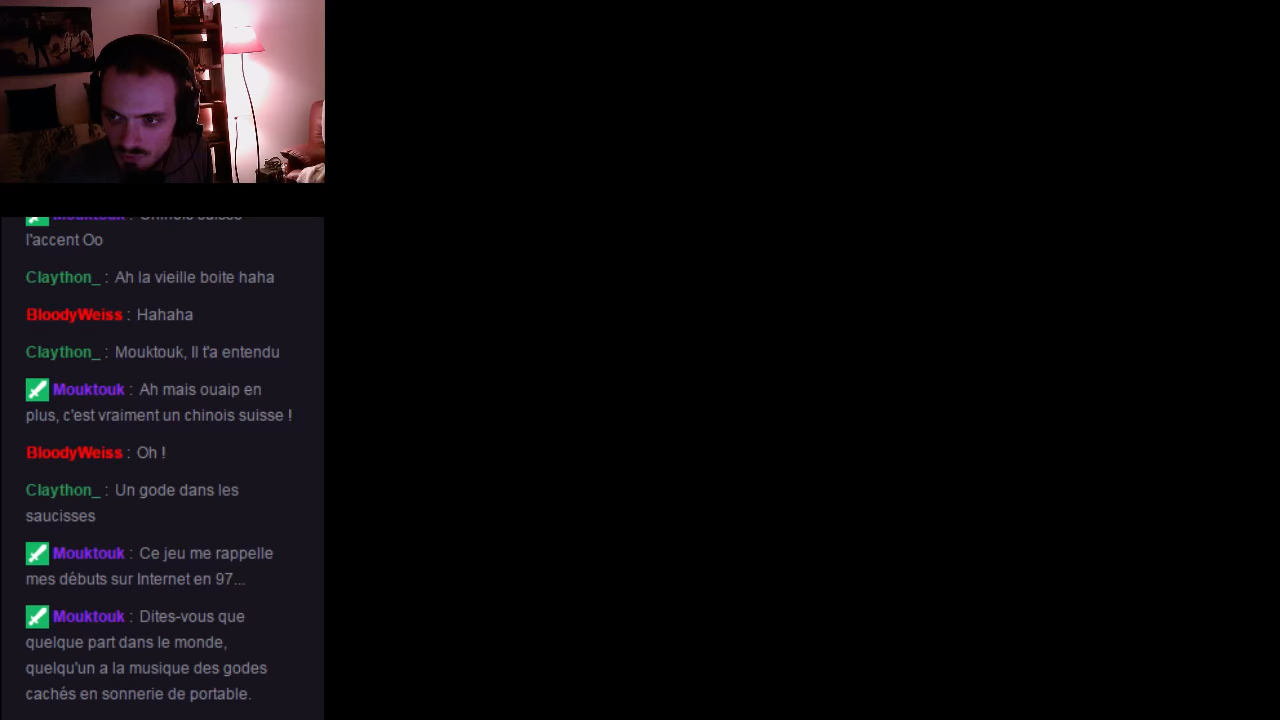 Mouktouk : Chinois suisse
l'accent Oo
Claython_ : Ah la vieille boite haha
BloodyWeiss : Hahaha
Claython_ : Mouktouk, Il t'a entendu
Mouktouk : Ah mais ouaip en
plus, c'est vraiment un chinois suisse !
BloodyWeiss : Oh !
Claython_ : Un gode dans les
saucisses
Mouktouk : Ce jeu me rappelle
mes débuts sur Internet en 97...
Mouktouk : Dites-vous que
quelque part dans le monde,
quelqu'un a la musique des godes
cachés en sonnerie de portable.